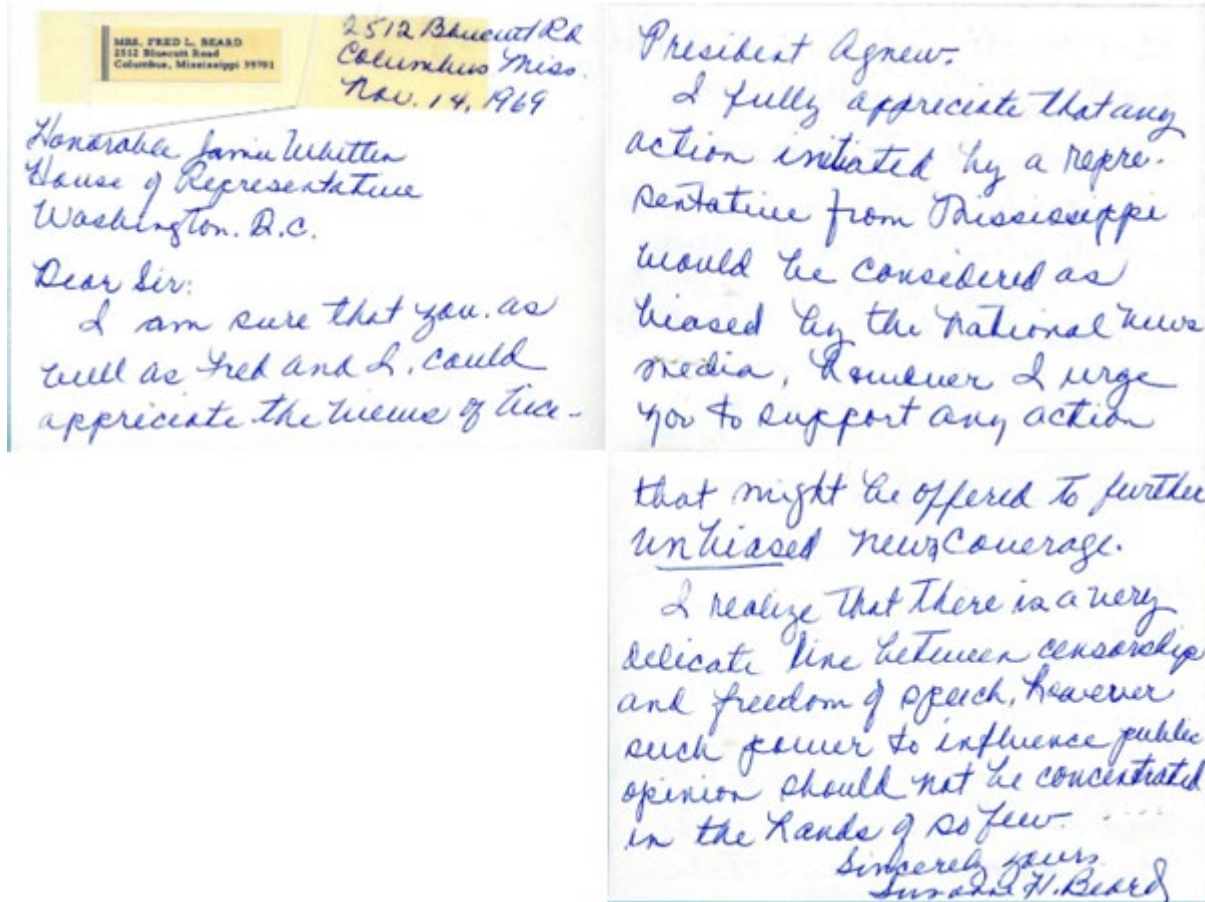 MRS. FRED L. BEARD
2512 Bluecutt Road
Columbus, Mississippi 39701
2512 Bluecutt Rd
Columbus Miss.
Nov. 14, 1969
Honorable Jamie Whitten
House of Representative
Washington. D.C.
Dear Sir:
I am sure that you. as
well as Fred and I. could
appreciate the views of Vice-
President Agnew.
I fully appreciate that any
action initiated by a repre-
sentative from Mississippi
would be considered as
biased by the national news
media, however I urge
you to support any action
that might be offered to further
unbiased news coverage.
I realize that there is a very
delicate line between censorship
and freedom of speech, however
such power to influence public
opinion should not be concentrated
in the hands of so few.
Sincerely yours
Suzanne H. Beard